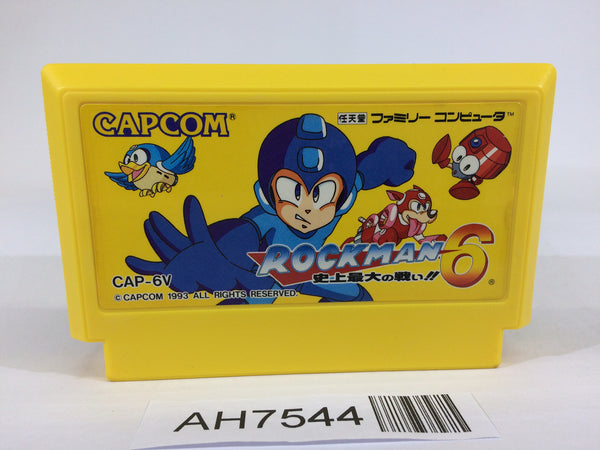 CAPCOM®
任天堂 ファミリー コンピュータ™
ROCKMAN 6®
史上最大の戦い!!
CAP-6V
© CAPCOM 1993 ALL RIGHTS RESERVED.
AH7544